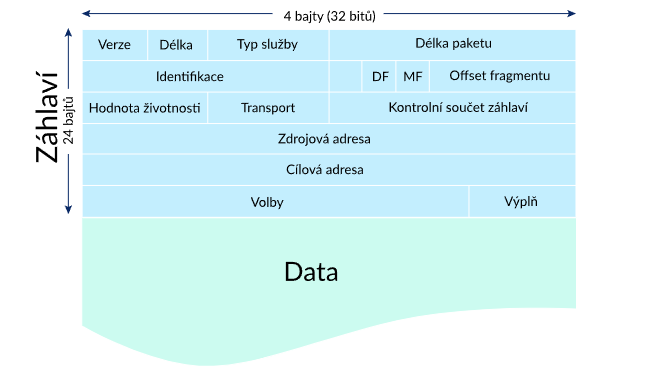 4 bajty (32 bitů)
Záhlaví
24 bajtů
Verze Délka Typ služby Délka paketu
Identifikace DF MF Offset fragmentu
Hodnota životnosti Transport Kontrolní součet záhlaví
Zdrojová adresa
Cílová adresa
Volby Výplň
Data